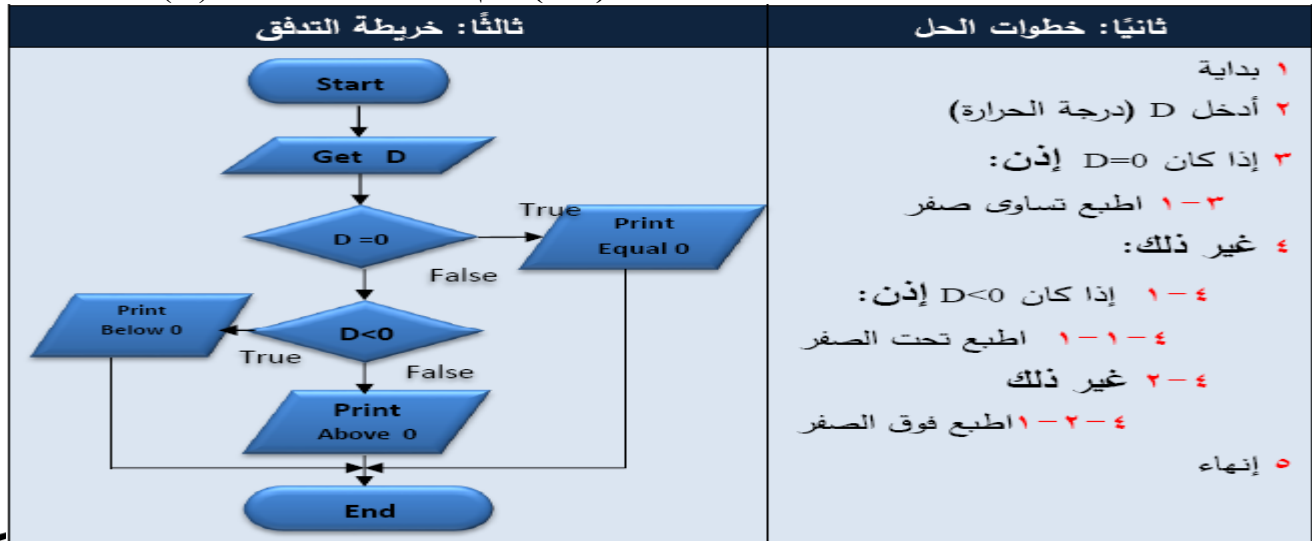 ثانيًا: خطوات الحل
١ بداية
٢ أدخل D (درجة الحرارة)
٣ إذا كان D=0 إذن:
٣-١ اطبع تساوى صفر
٤ غير ذلك:
٤-١ إذا كان D<0 إذن:
٤-١-١ اطبع تحت الصفر
٤-٢ غير ذلك
٤-٢-١ اطبع فوق الصفر
٥ إنهاء
ثالثًا: خريطة التدفق
Start
Get D
D =0
True
Print
Equal 0
False
D<0
True
Print
Below 0
False
Print
Above 0
End